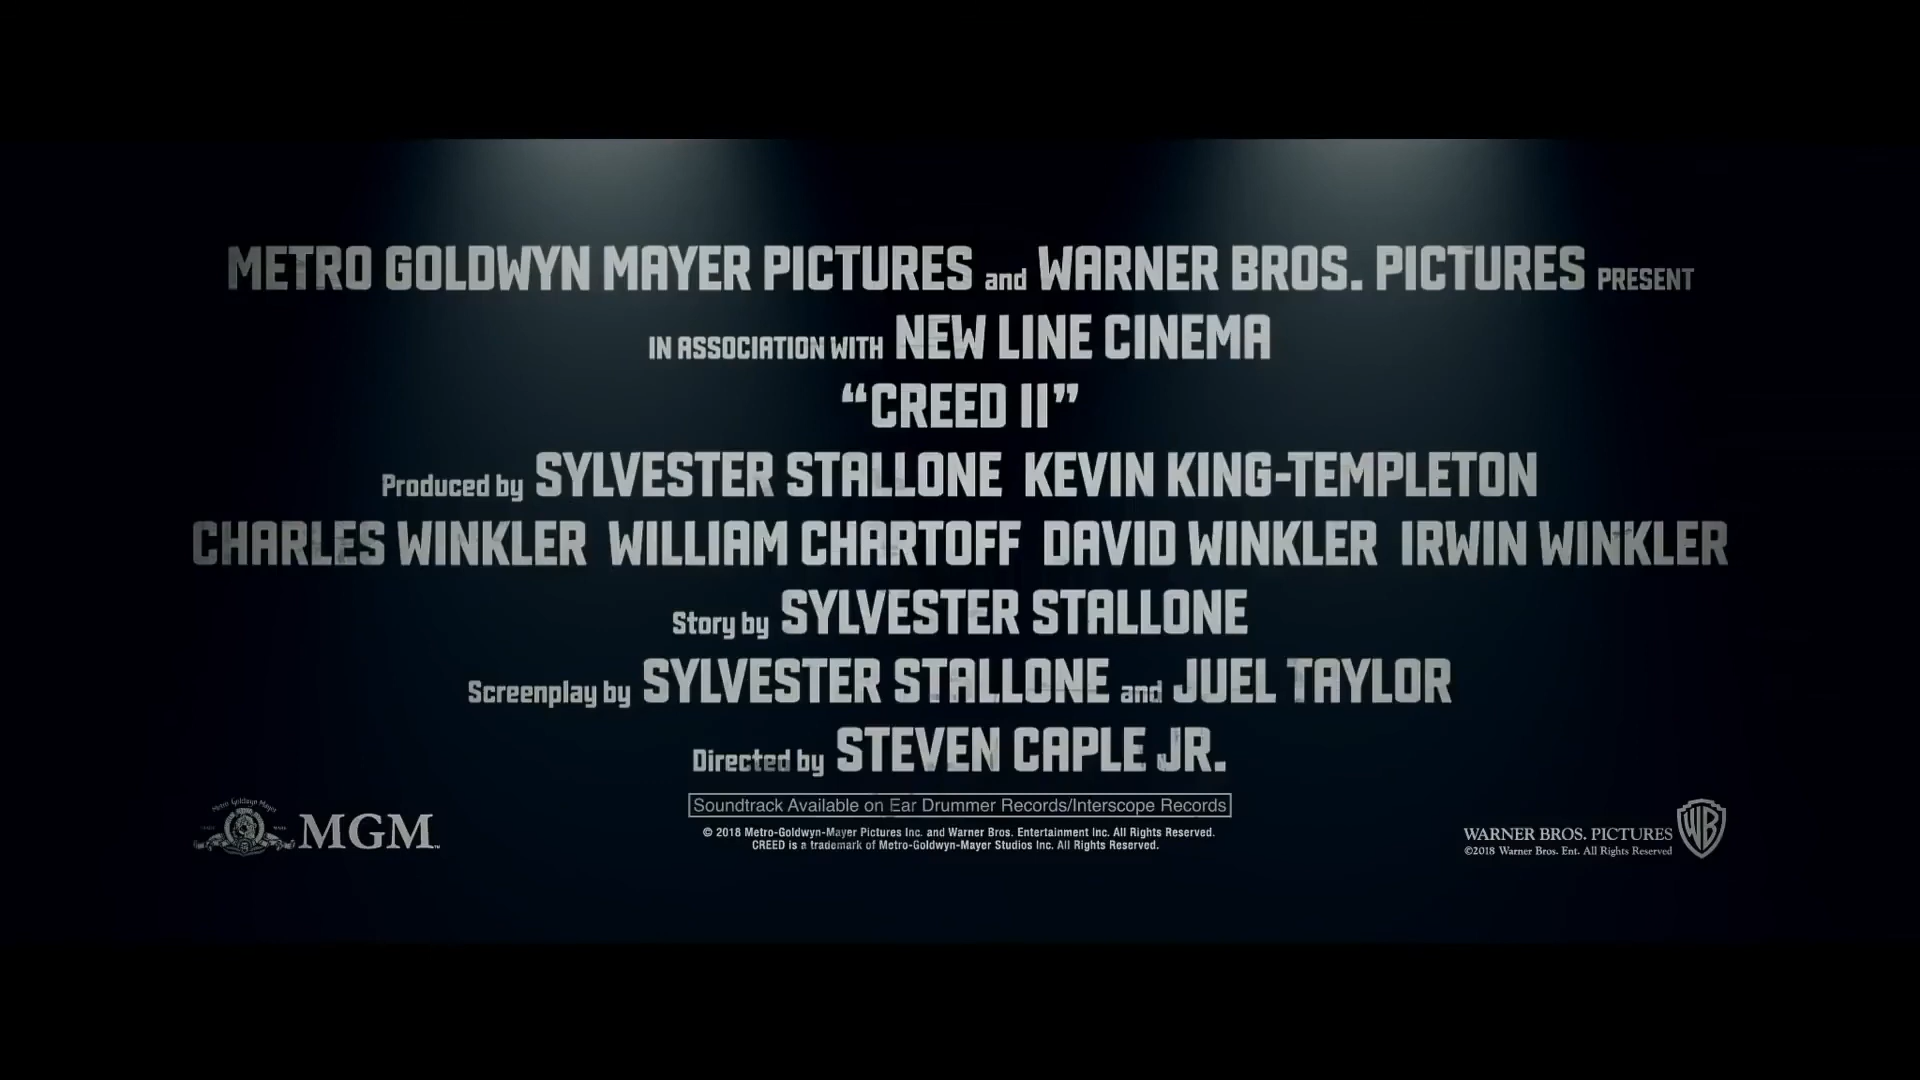 METRO GOLDWYN MAYER PICTURES and WARNER BROS. PICTURES PRESENT
IN ASSOCIATION WITH NEW LINE CINEMA
“CREED II”
Produced by SYLVESTER STALLONE KEVIN KING-TEMPLETON
CHARLES WINKLER WILLIAM CHARTOFF DAVID WINKLER IRWIN WINKLER
Story by SYLVESTER STALLONE
Screenplay by SYLVESTER STALLONE and JUEL TAYLOR
Directed by STEVEN CAPLE JR.
Soundtrack Available on Ear Drummer Records/Interscope Records
© 2018 Metro-Goldwyn-Mayer Pictures Inc. and Warner Bros. Entertainment Inc. All Rights Reserved.
CREED is a trademark of Metro-Goldwyn-Mayer Studios Inc. All Rights Reserved.
Metro Goldwyn Mayer
MGM
WARNER BROS. PICTURES
©2018 Warner Bros. Ent. All Rights Reserved
WB